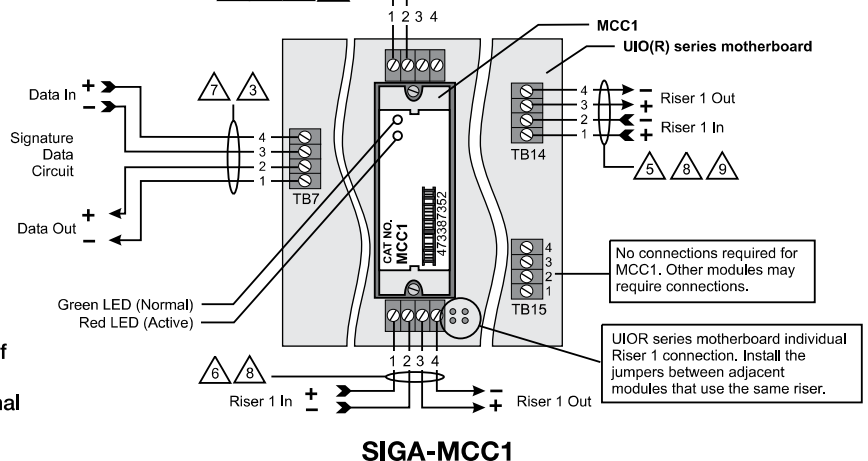 1 2 3 4
MCC1
UIO(R) series motherboard
Data In + −
7 3
Signature
Data
Circuit
4
3
2
1
TB7
Data Out + −
4
3
2
1
TB14
− Riser 1 Out
+
− Riser 1 In
+
5 8 9
CAT NO.
MCC1
473387352
4
3
2
1
TB15
No connections required for
MCC1. Other modules may
require connections.
Green LED (Normal)
Red LED (Active)
UIOR series motherboard individual
Riser 1 connection. Install the
jumpers between adjacent
modules that use the same riser.
f
nal
1 2 3 4
6 8
Riser 1 In + −
− + Riser 1 Out
SIGA-MCC1